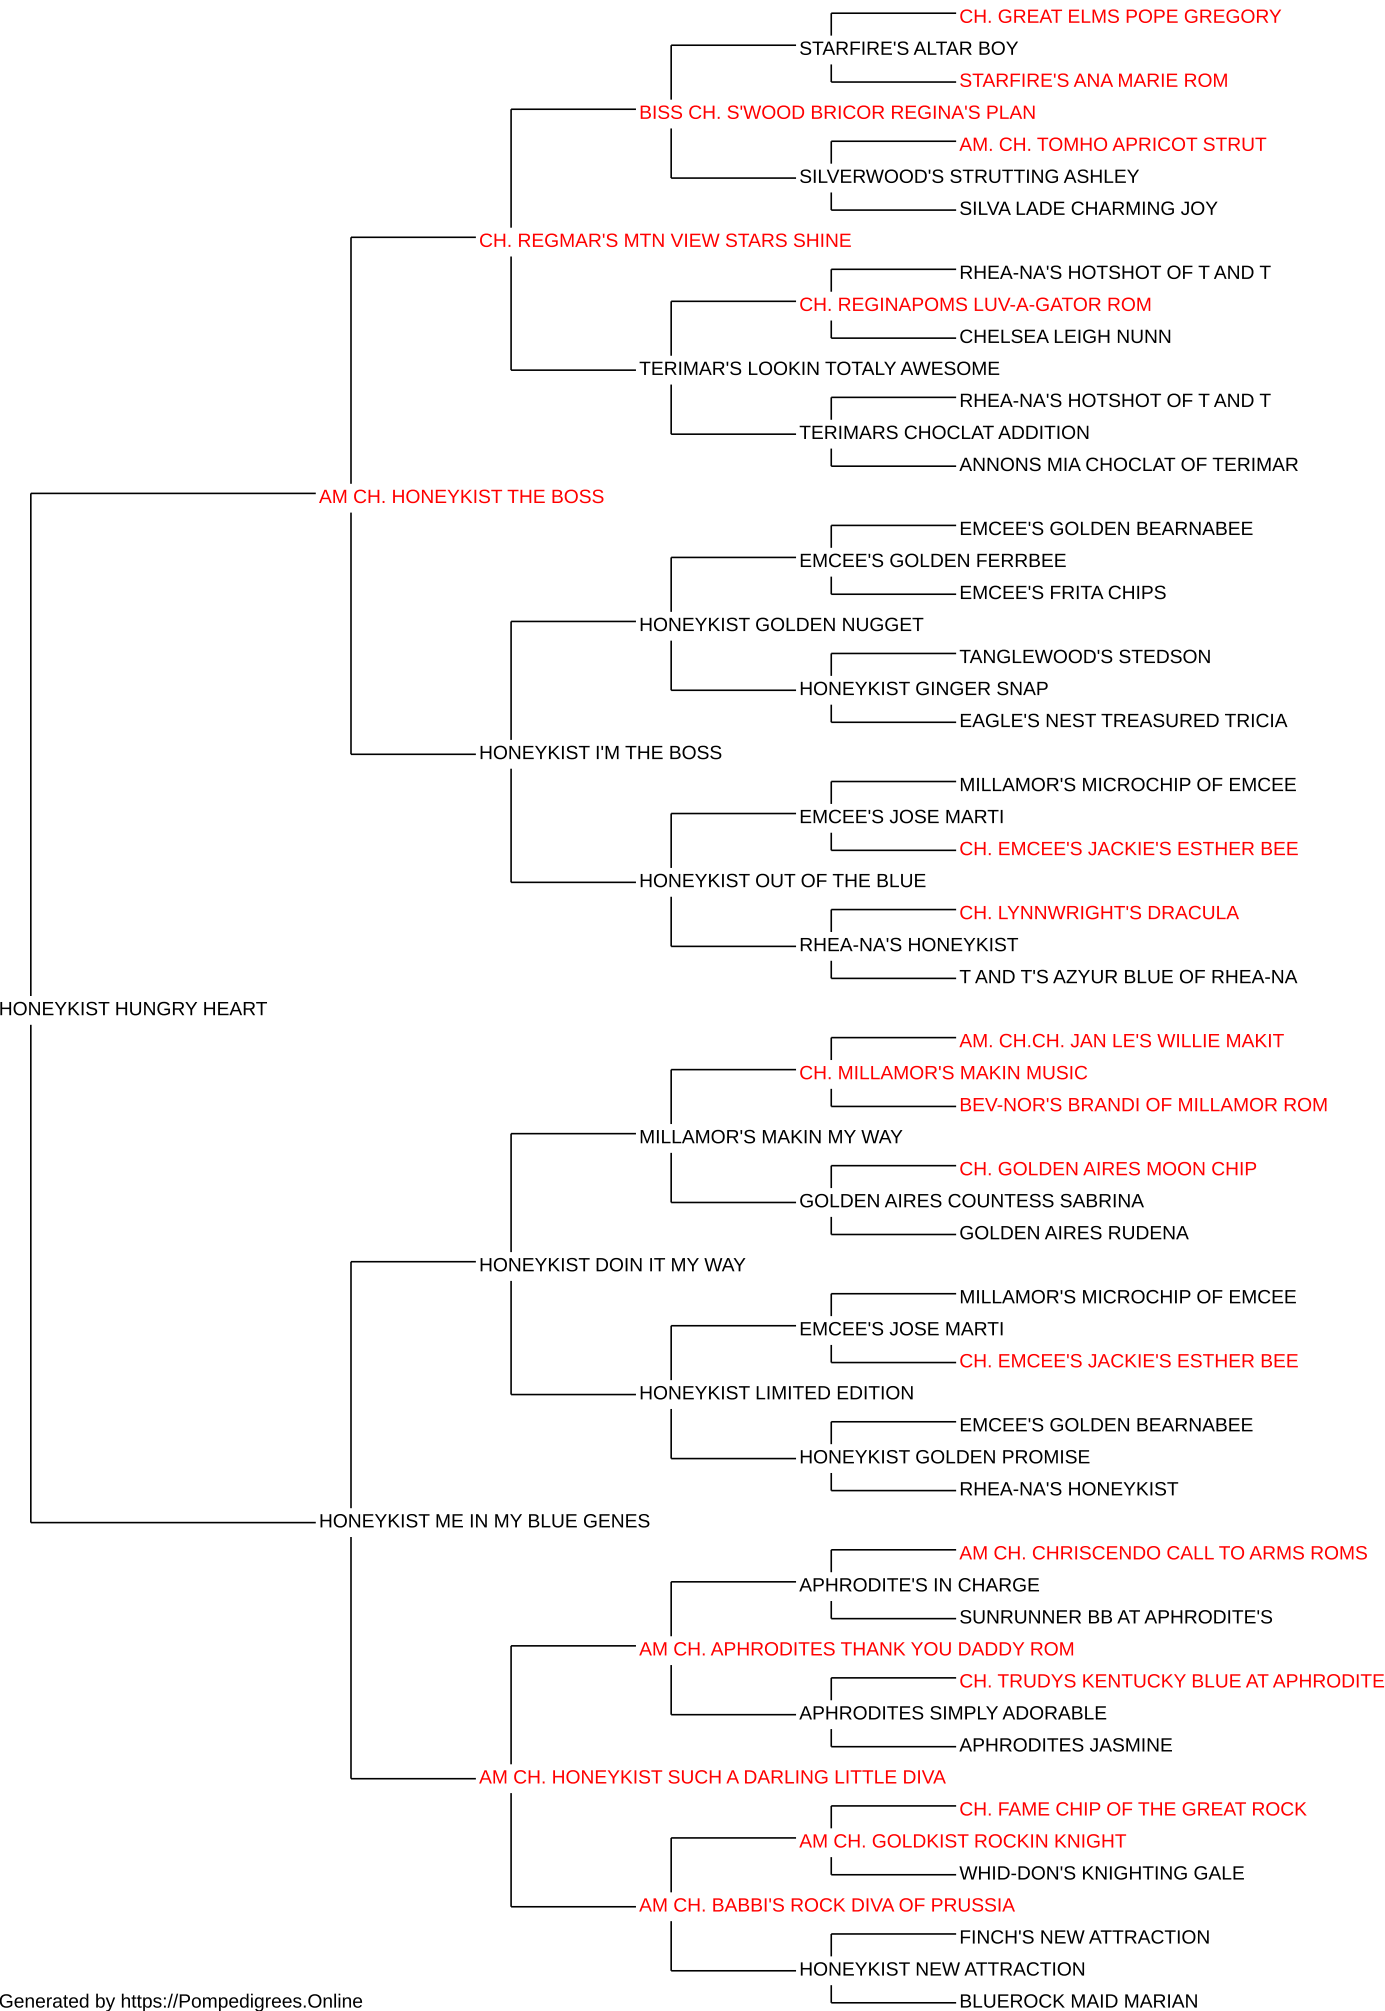 CH. GREAT ELMS POPE GREGORY
STARFIRE'S ALTAR BOY
STARFIRE'S ANA MARIE ROM
BISS CH. S'WOOD BRICOR REGINA'S PLAN
AM. CH. TOMHO APRICOT STRUT
SILVERWOOD'S STRUTTING ASHLEY
SILVA LADE CHARMING JOY
CH. REGMAR'S MTN VIEW STARS SHINE
RHEA-NA'S HOTSHOT OF T AND T
CH. REGINAPOMS LUV-A-GATOR ROM
CHELSEA LEIGH NUNN
TERIMAR'S LOOKIN TOTALY AWESOME
RHEA-NA'S HOTSHOT OF T AND T
TERIMARS CHOCLAT ADDITION
ANNONS MIA CHOCLAT OF TERIMAR
AM CH. HONEYKIST THE BOSS
EMCEE'S GOLDEN BEARNABEE
EMCEE'S GOLDEN FERRBEE
EMCEE'S FRITA CHIPS
HONEYKIST GOLDEN NUGGET
TANGLEWOOD'S STEDSON
HONEYKIST GINGER SNAP
EAGLE'S NEST TREASURED TRICIA
HONEYKIST I'M THE BOSS
MILLAMOR'S MICROCHIP OF EMCEE
EMCEE'S JOSE MARTI
CH. EMCEE'S JACKIE'S ESTHER BEE
HONEYKIST OUT OF THE BLUE
CH. LYNNWRIGHT'S DRACULA
RHEA-NA'S HONEYKIST
T AND T'S AZYUR BLUE OF RHEA-NA
HONEYKIST HUNGRY HEART
AM. CH.CH. JAN LE'S WILLIE MAKIT
CH. MILLAMOR'S MAKIN MUSIC
BEV-NOR'S BRANDI OF MILLAMOR ROM
MILLAMOR'S MAKIN MY WAY
CH. GOLDEN AIRES MOON CHIP
GOLDEN AIRES COUNTESS SABRINA
GOLDEN AIRES RUDENA
HONEYKIST DOIN IT MY WAY
MILLAMOR'S MICROCHIP OF EMCEE
EMCEE'S JOSE MARTI
CH. EMCEE'S JACKIE'S ESTHER BEE
HONEYKIST LIMITED EDITION
EMCEE'S GOLDEN BEARNABEE
HONEYKIST GOLDEN PROMISE
RHEA-NA'S HONEYKIST
HONEYKIST ME IN MY BLUE GENES
AM CH. CHRISCENDO CALL TO ARMS ROMS
APHRODITE'S IN CHARGE
SUNRUNNER BB AT APHRODITE'S
AM CH. APHRODITES THANK YOU DADDY ROM
CH. TRUDYS KENTUCKY BLUE AT APHRODITE
APHRODITES SIMPLY ADORABLE
APHRODITES JASMINE
AM CH. HONEYKIST SUCH A DARLING LITTLE DIVA
CH. FAME CHIP OF THE GREAT ROCK
AM CH. GOLDKIST ROCKIN KNIGHT
WHID-DON'S KNIGHTING GALE
AM CH. BABBI'S ROCK DIVA OF PRUSSIA
FINCH'S NEW ATTRACTION
HONEYKIST NEW ATTRACTION
BLUEROCK MAID MARIAN
Generated by https://Pompedigrees.Online